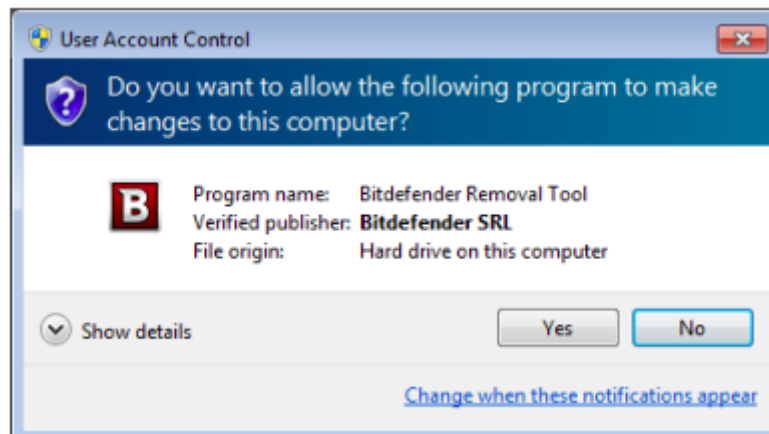 User Account Control
Do you want to allow the following program to make
changes to this computer?
B
Program name: Bitdefender Removal Tool
Verified publisher: Bitdefender SRL
File origin: Hard drive on this computer
Show details
Yes
No
Change when these notifications appear